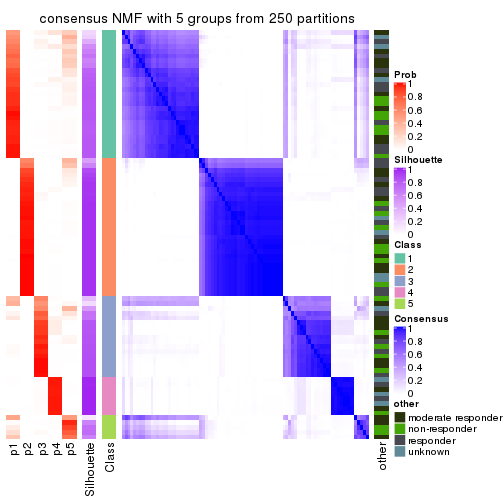 consensus NMF with 5 groups from 250 partitions
Prob
1
0.8
0.6
0.4
0.2
0
Silhouette
1
0.8
0.6
0.4
0.2
0
Class
1
2
3
4
5
Consensus
1
0.8
0.6
0.4
0.2
0
other
moderate responder
non-responder
responder
unknown
p1
p2
p3
p4
p5
Silhouette
Class
other